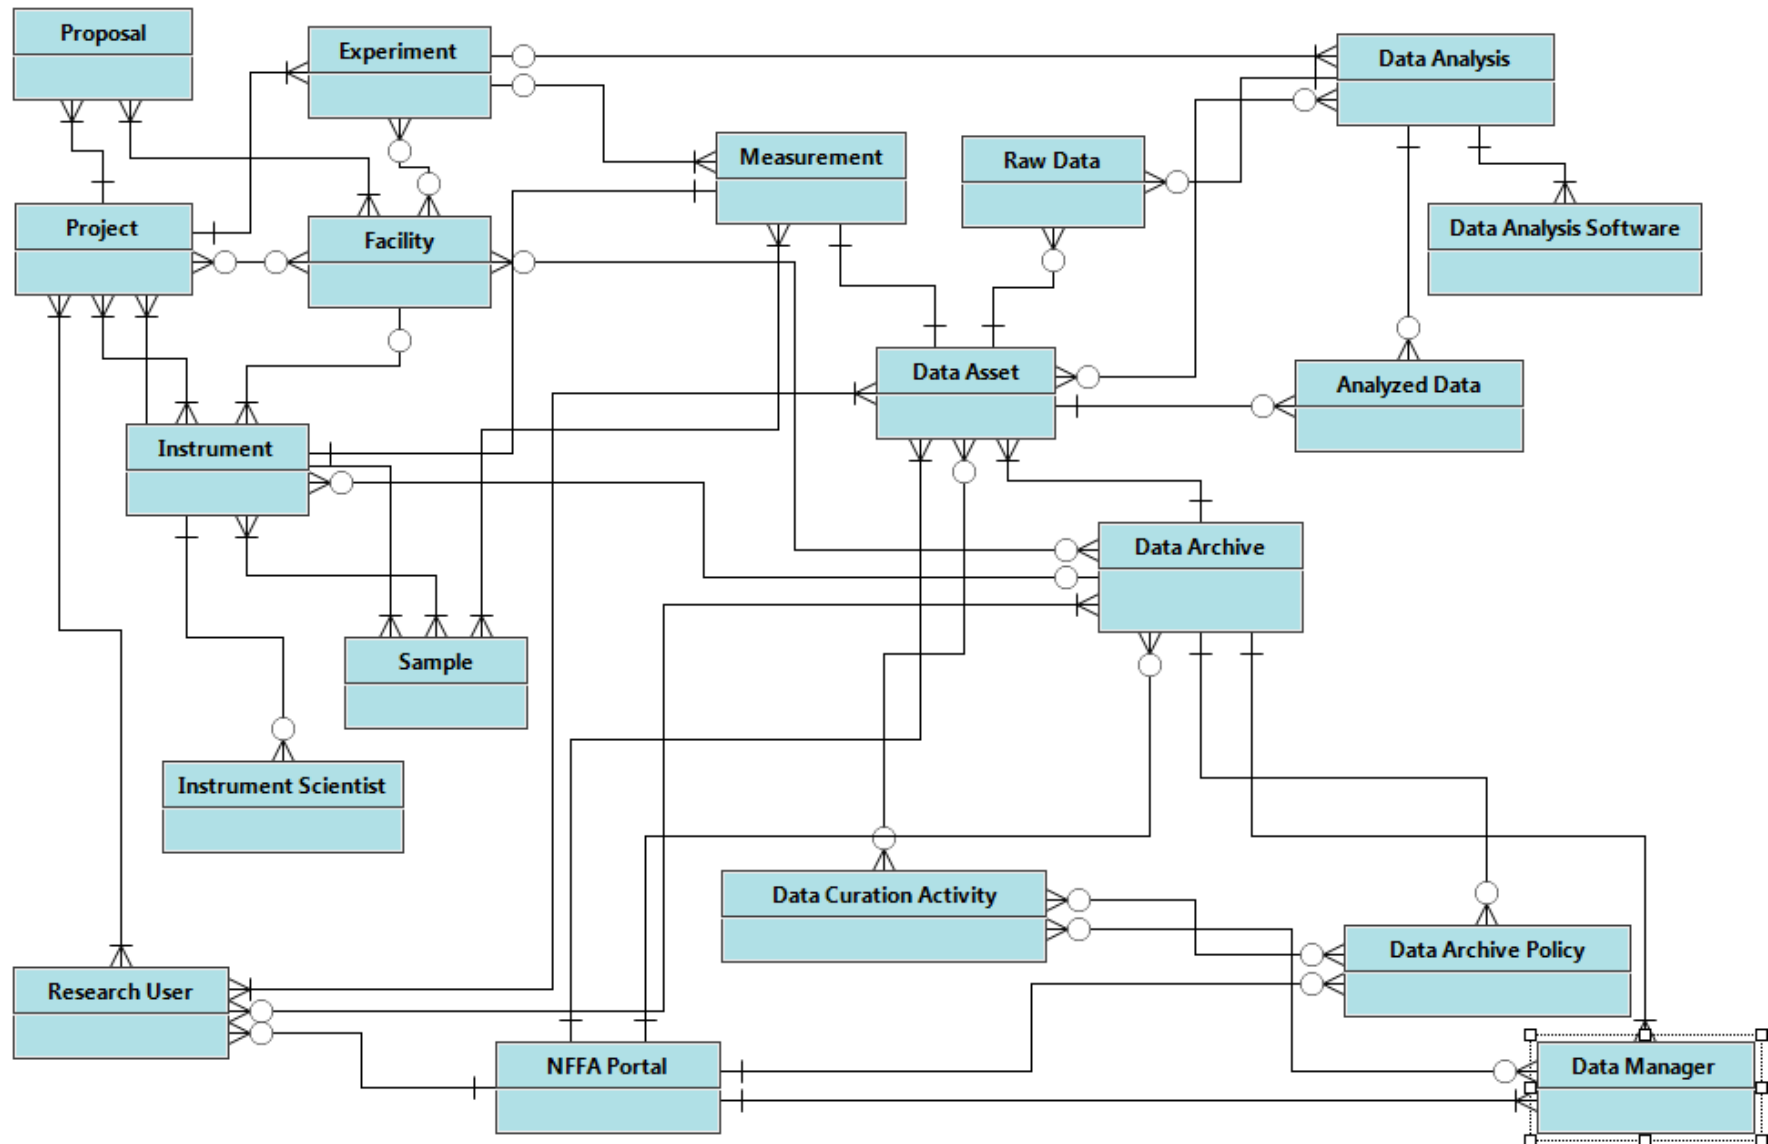 Proposal
Experiment
Data Analysis
Measurement
Raw Data
Project
Facility
Data Analysis Software
Data Asset
Analyzed Data
Instrument
Data Archive
Sample
Instrument Scientist
Data Curation Activity
Data Archive Policy
Research User
NFFA Portal
Data Manager